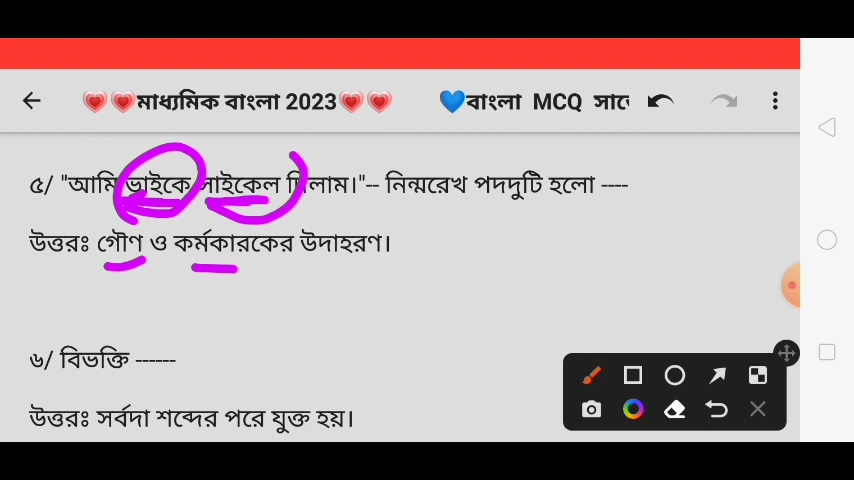 মাধ্যমিক বাংলা 2023 বাংলা MCQ
৫/ "আমি ভাইকে সাইকেল দিলাম।"-- নিন্মরেখ পদদুটি হলো ----
উত্তরঃ গৌণ ও কর্মকারকের উদাহরণ।
৬/ বিভক্তি ------
উত্তরঃ সর্বদা শব্দের পরে যুক্ত হয়।